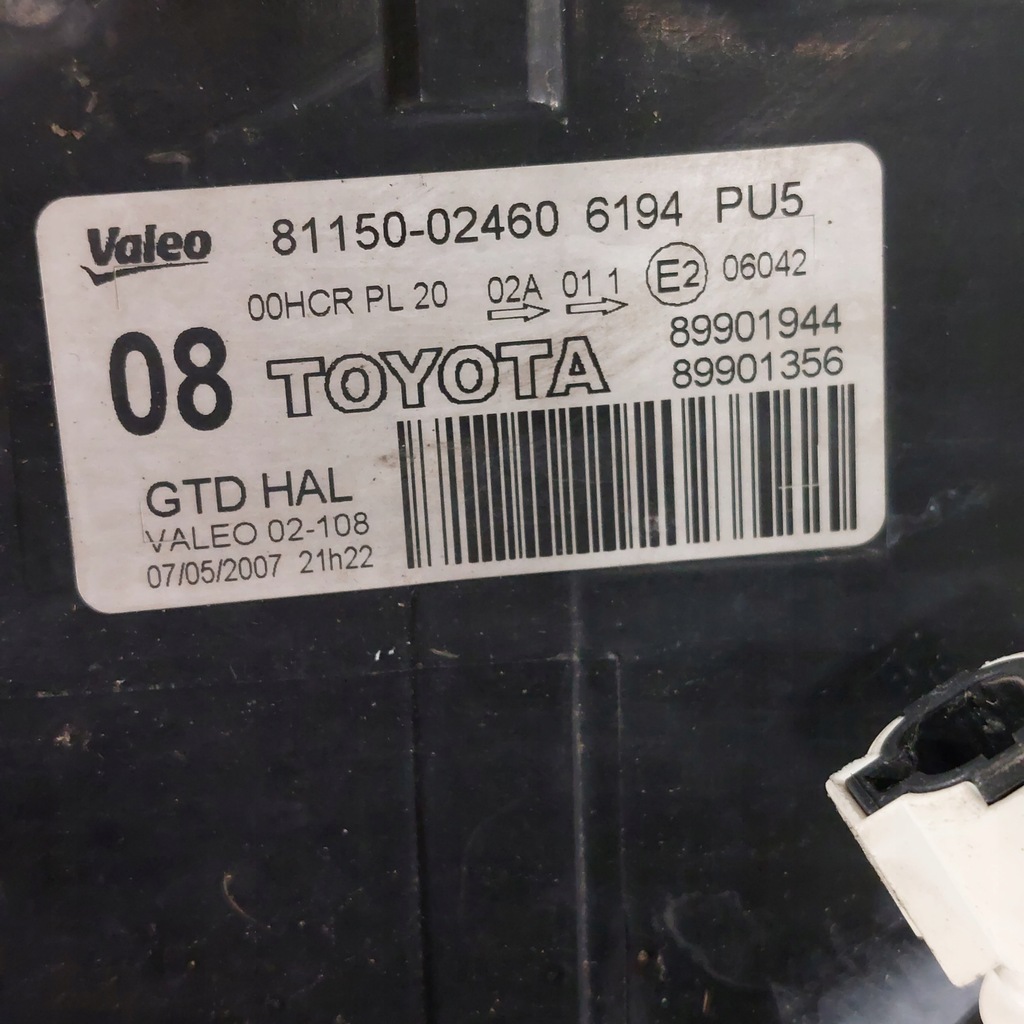 Valeo 81150-02460 6194 PU5
00HCR PL 20 02A 01 1 E2 06042
08 TOYOTA 89901944
89901356
GTD HAL
VALEO 02-108
07/05/2007 21h22